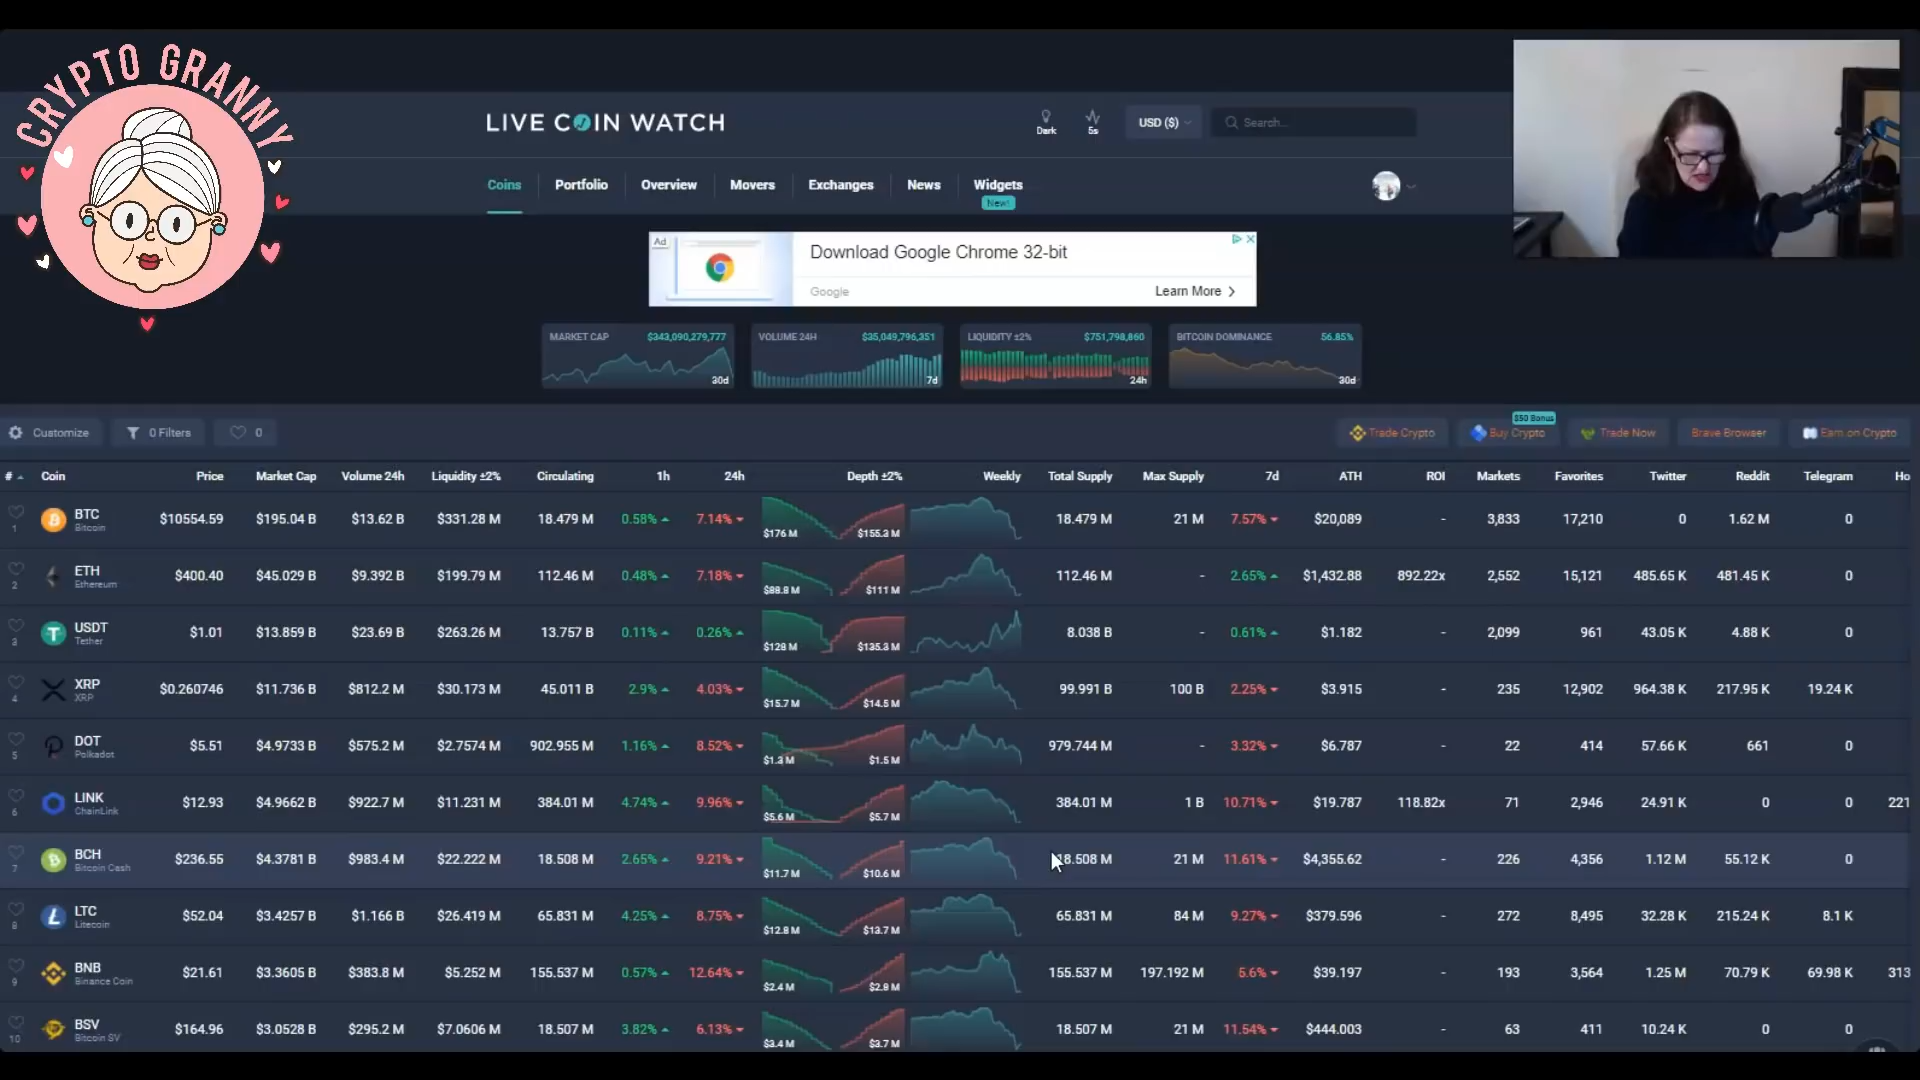 CRYPTO GRANNY
LIVE COIN WATCH
Dark
5s
USD ($)
Search...
Coins
Portfolio
Overview
Movers
Exchanges
News
Widgets
New!
Ad
Download Google Chrome 32-bit
Google
Learn More
MARKET CAP $343,090,279,777
30d
VOLUME 24H $35,049,796,351
7d
LIQUIDITY ±2% $751,798,860
24h
BITCOIN DOMINANCE 56.85%
30d
Customize
0 Filters
0
Trade Crypto
$50 Bonus
Buy Crypto
Trade Now
Brave Browser
Earn on Crypto
# Coin Price Market Cap Volume 24h Liquidity ±2% Circulating 1h 24h Depth ±2% Weekly Total Supply Max Supply 7d ATH ROI Markets Favorites Twitter Reddit Telegram Ho
1 BTC Bitcoin $10554.59 $195.04 B $13.62 B $331.28 M 18.479 M 0.58% 7.14% $176 M $155.3 M 18.479 M 21 M 7.57% $20,089 - 3,833 17,210 0 1.62 M 0
2 ETH Ethereum $400.40 $45.029 B $9.392 B $199.79 M 112.46 M 0.48% 7.18% $88.8 M $111 M 112.46 M - 2.65% $1,432.88 892.22x 2,552 15,121 485.65 K 481.45 K 0
3 USDT Tether $1.01 $13.859 B $23.69 B $263.26 M 13.757 B 0.11% 0.26% $128 M $135.3 M 8.038 B - 0.61% $1.182 - 2,099 961 43.05 K 4.88 K 0
4 XRP XRP $0.260746 $11.736 B $812.2 M $30.173 M 45.011 B 2.9% 4.03% $15.7 M $14.5 M 99.991 B 100 B 2.25% $3.915 - 235 12,902 964.38 K 217.95 K 19.24 K
5 DOT Polkadot $5.51 $4.9733 B $575.2 M $2.7574 M 902.955 M 1.16% 8.52% $1.3 M $1.5 M 979.744 M - 3.32% $6.787 - 22 414 57.66 K 661 0
6 LINK ChainLink $12.93 $4.9662 B $922.7 M $11.231 M 384.01 M 4.74% 9.96% $5.6 M $5.7 M 384.01 M 1 B 10.71% $19.787 118.82x 71 2,946 24.91 K 0 0 221
7 BCH Bitcoin Cash $236.55 $4.3781 B $983.4 M $22.222 M 18.508 M 2.65% 9.21% $11.7 M $10.6 M 18.508 M 21 M 11.61% $4,355.62 - 226 4,356 1.12 M 55.12 K 0
8 LTC Litecoin $52.04 $3.4257 B $1.166 B $26.419 M 65.831 M 4.25% 8.75% $12.8 M $13.7 M 65.831 M 84 M 9.27% $379.596 - 272 8,495 32.28 K 215.24 K 8.1 K
9 BNB Binance Coin $21.61 $3.3605 B $383.8 M $5.252 M 155.537 M 0.57% 12.64% $2.4 M $2.8 M 155.537 M 197.192 M 5.6% $39.197 - 193 3,564 1.25 M 70.79 K 69.98 K 313
10 BSV Bitcoin SV $164.96 $3.0528 B $295.2 M $7.0606 M 18.507 M 3.82% 6.13% $3.4 M $3.7 M 18.507 M 21 M 11.54% $444.003 - 63 411 10.24 K 0 0